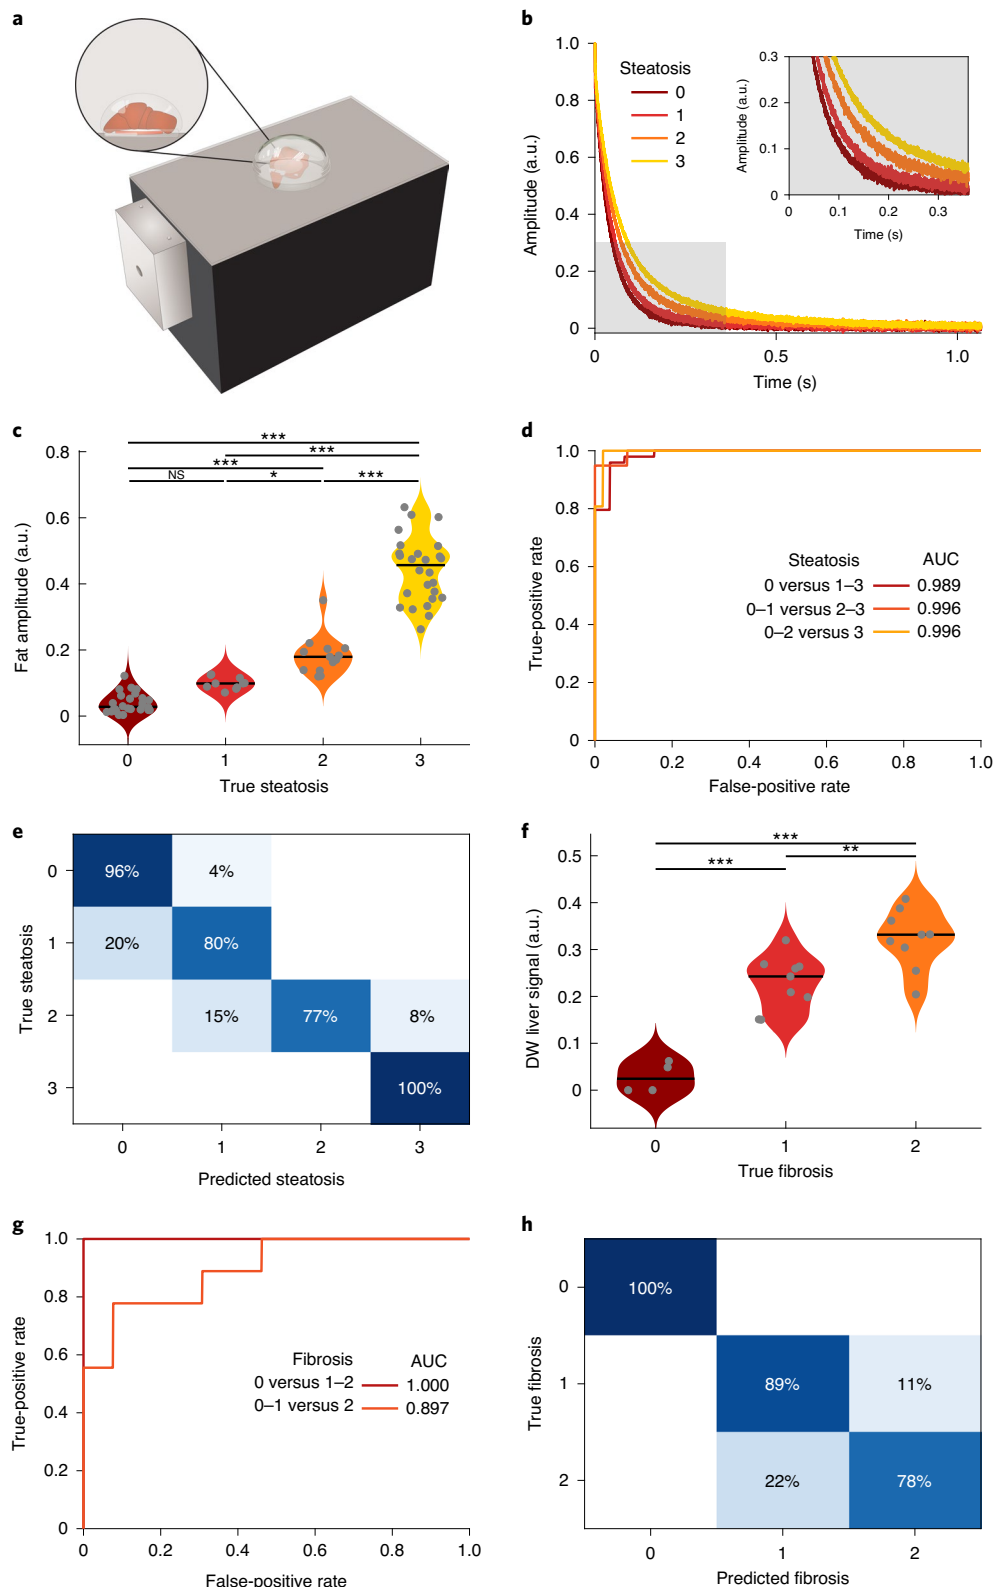 a
b
1.0
0.8
0.6
0.4
0.2
0
Amplitude (a.u.)
Steatosis
0
1
2
3
0.3
0.2
0.1
0
Amplitude (a.u.)
0 0.1 0.2 0.3
Time (s)
0 0.5 1.0
Time (s)
c
0.8
0.6
0.4
0.2
0
Fat amplitude (a.u.)
***
***
***
NS * ***
0 1 2 3
True steatosis
d
1.0
0.8
0.6
0.4
0.2
0
True-positive rate
Steatosis AUC
0 versus 1–3 0.989
0–1 versus 2–3 0.996
0–2 versus 3 0.996
0 0.2 0.4 0.6 0.8 1.0
False-positive rate
e
True steatosis
0 96% 4%
1 20% 80%
2 15% 77% 8%
3 100%
0 1 2 3
Predicted steatosis
f
0.5
0.4
0.3
0.2
0.1
0
DW liver signal (a.u.)
***
*** **
0 1 2
True fibrosis
g
1.0
0.8
0.6
0.4
0.2
0
True-positive rate
Fibrosis AUC
0 versus 1–2 1.000
0–1 versus 2 0.897
0 0.2 0.4 0.6 0.8 1.0
False-positive rate
h
True fibrosis
0 100%
1 89% 11%
2 22% 78%
0 1 2
Predicted fibrosis